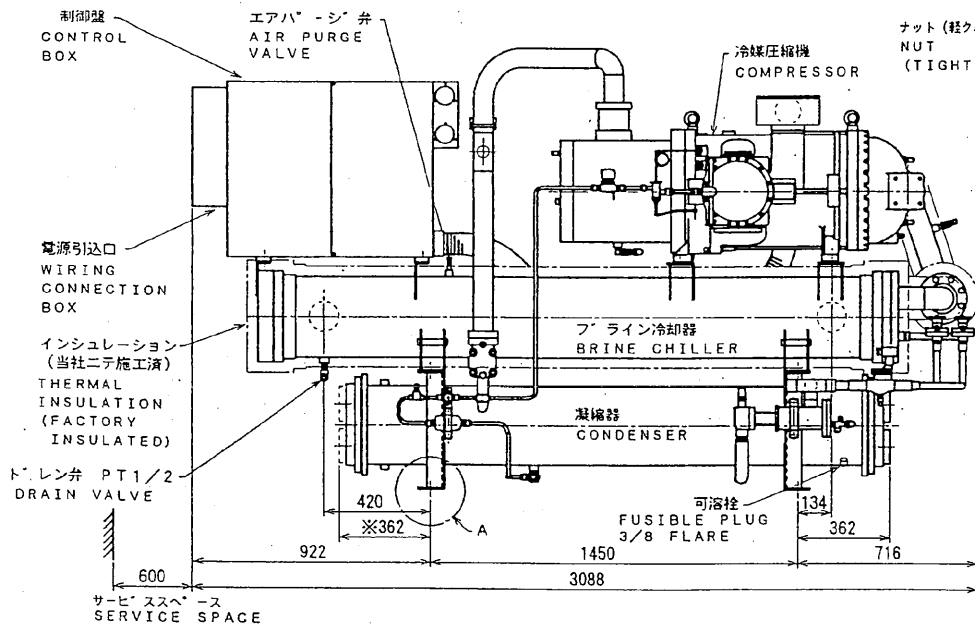 制御盤
CONTROL
BOX
エアパージ弁
AIR PURGE
VALVE
冷媒圧縮機
COMPRESSOR
ナット(軽ク
NUT
(TIGHT
電源引込口
WIRING
CONNECTION
BOX
インシュレーション
(当社ニテ施工済)
THERMAL
INSULATION
(FACTORY
INSULATED)
ブライン冷却器
BRINE CHILLER
凝縮器
CONDENSER
ドレン弁 PT1/2
DRAIN VALVE
可溶栓
FUSIBLE PLUG
3/8 FLARE
A
420
※362
134
362
922
1450
716
600
3088
サービススペース
SERVICE SPACE